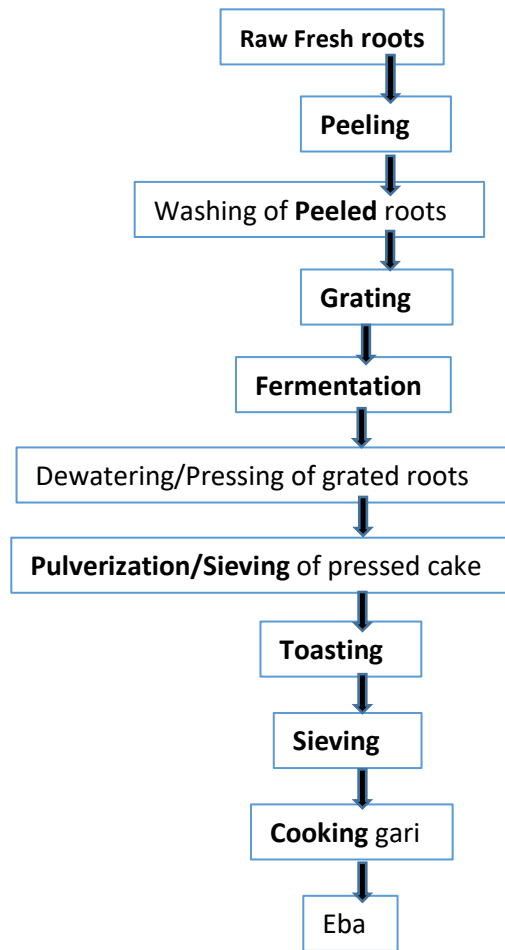 Raw Fresh roots
Peeling
Washing of Peeled roots
Grating
Fermentation
Dewatering/Pressing of grated roots
Pulverization/Sieving of pressed cake
Toasting
Sieving
Cooking gari
Eba